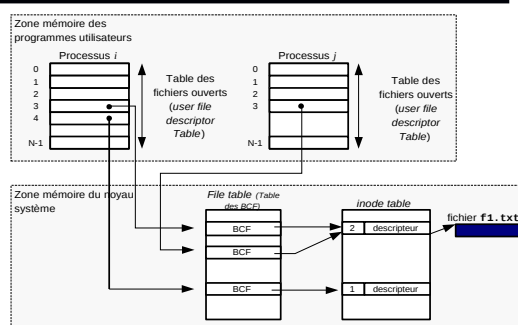 Zone mémoire des
programmes utilisateurs
Processus i
0
1
2
3
4
N-1
Table des
fichiers ouverts
(user file
descriptor
Table)
Processus j
0
1
2
3
N-1
Table des
fichiers ouverts
(user file
descriptor
Table)
Zone mémoire du noyau
système
File table (Table
des BCF)
BCF
BCF
BCF
inode table
2 descripteur
1 descripteur
fichier f1.txt